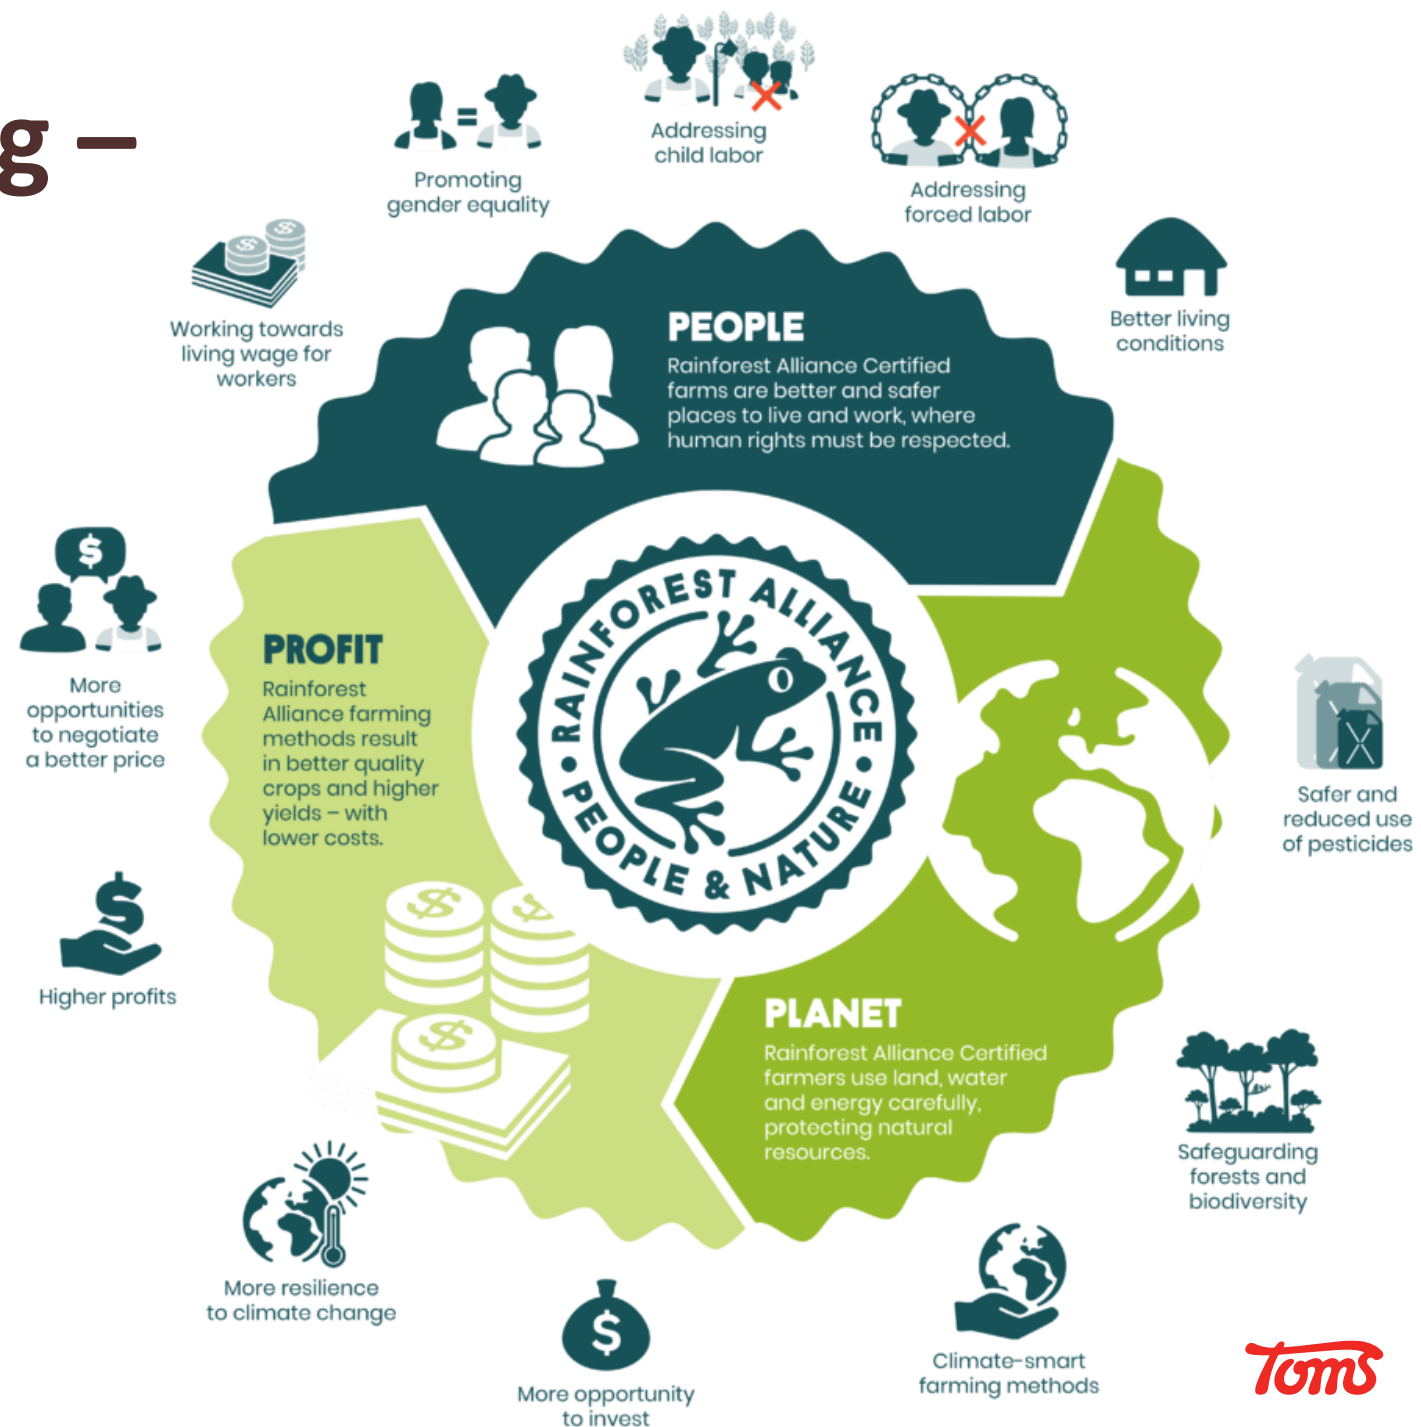 g –
Addressing
child labor
Promoting
gender equality
Addressing
forced labor
Working towards
living wage for
workers
Better living
conditions
PEOPLE
Rainforest Alliance Certified
farms are better and safer
places to live and work, where
human rights must be respected.
$
More
opportunities
to negotiate
a better price
PROFIT
Rainforest
Alliance farming
methods result
in better quality
crops and higher
yields – with
lower costs.
RAINFOREST ALLIANCE
• PEOPLE & NATURE •
Safer and
reduced use
of pesticides
$
Higher profits
PLANET
Rainforest Alliance Certified
farmers use land, water
and energy carefully,
protecting natural
resources.
Safeguarding
forests and
biodiversity
More resilience
to climate change
$
More opportunity
to invest
Climate-smart
farming methods
Toms